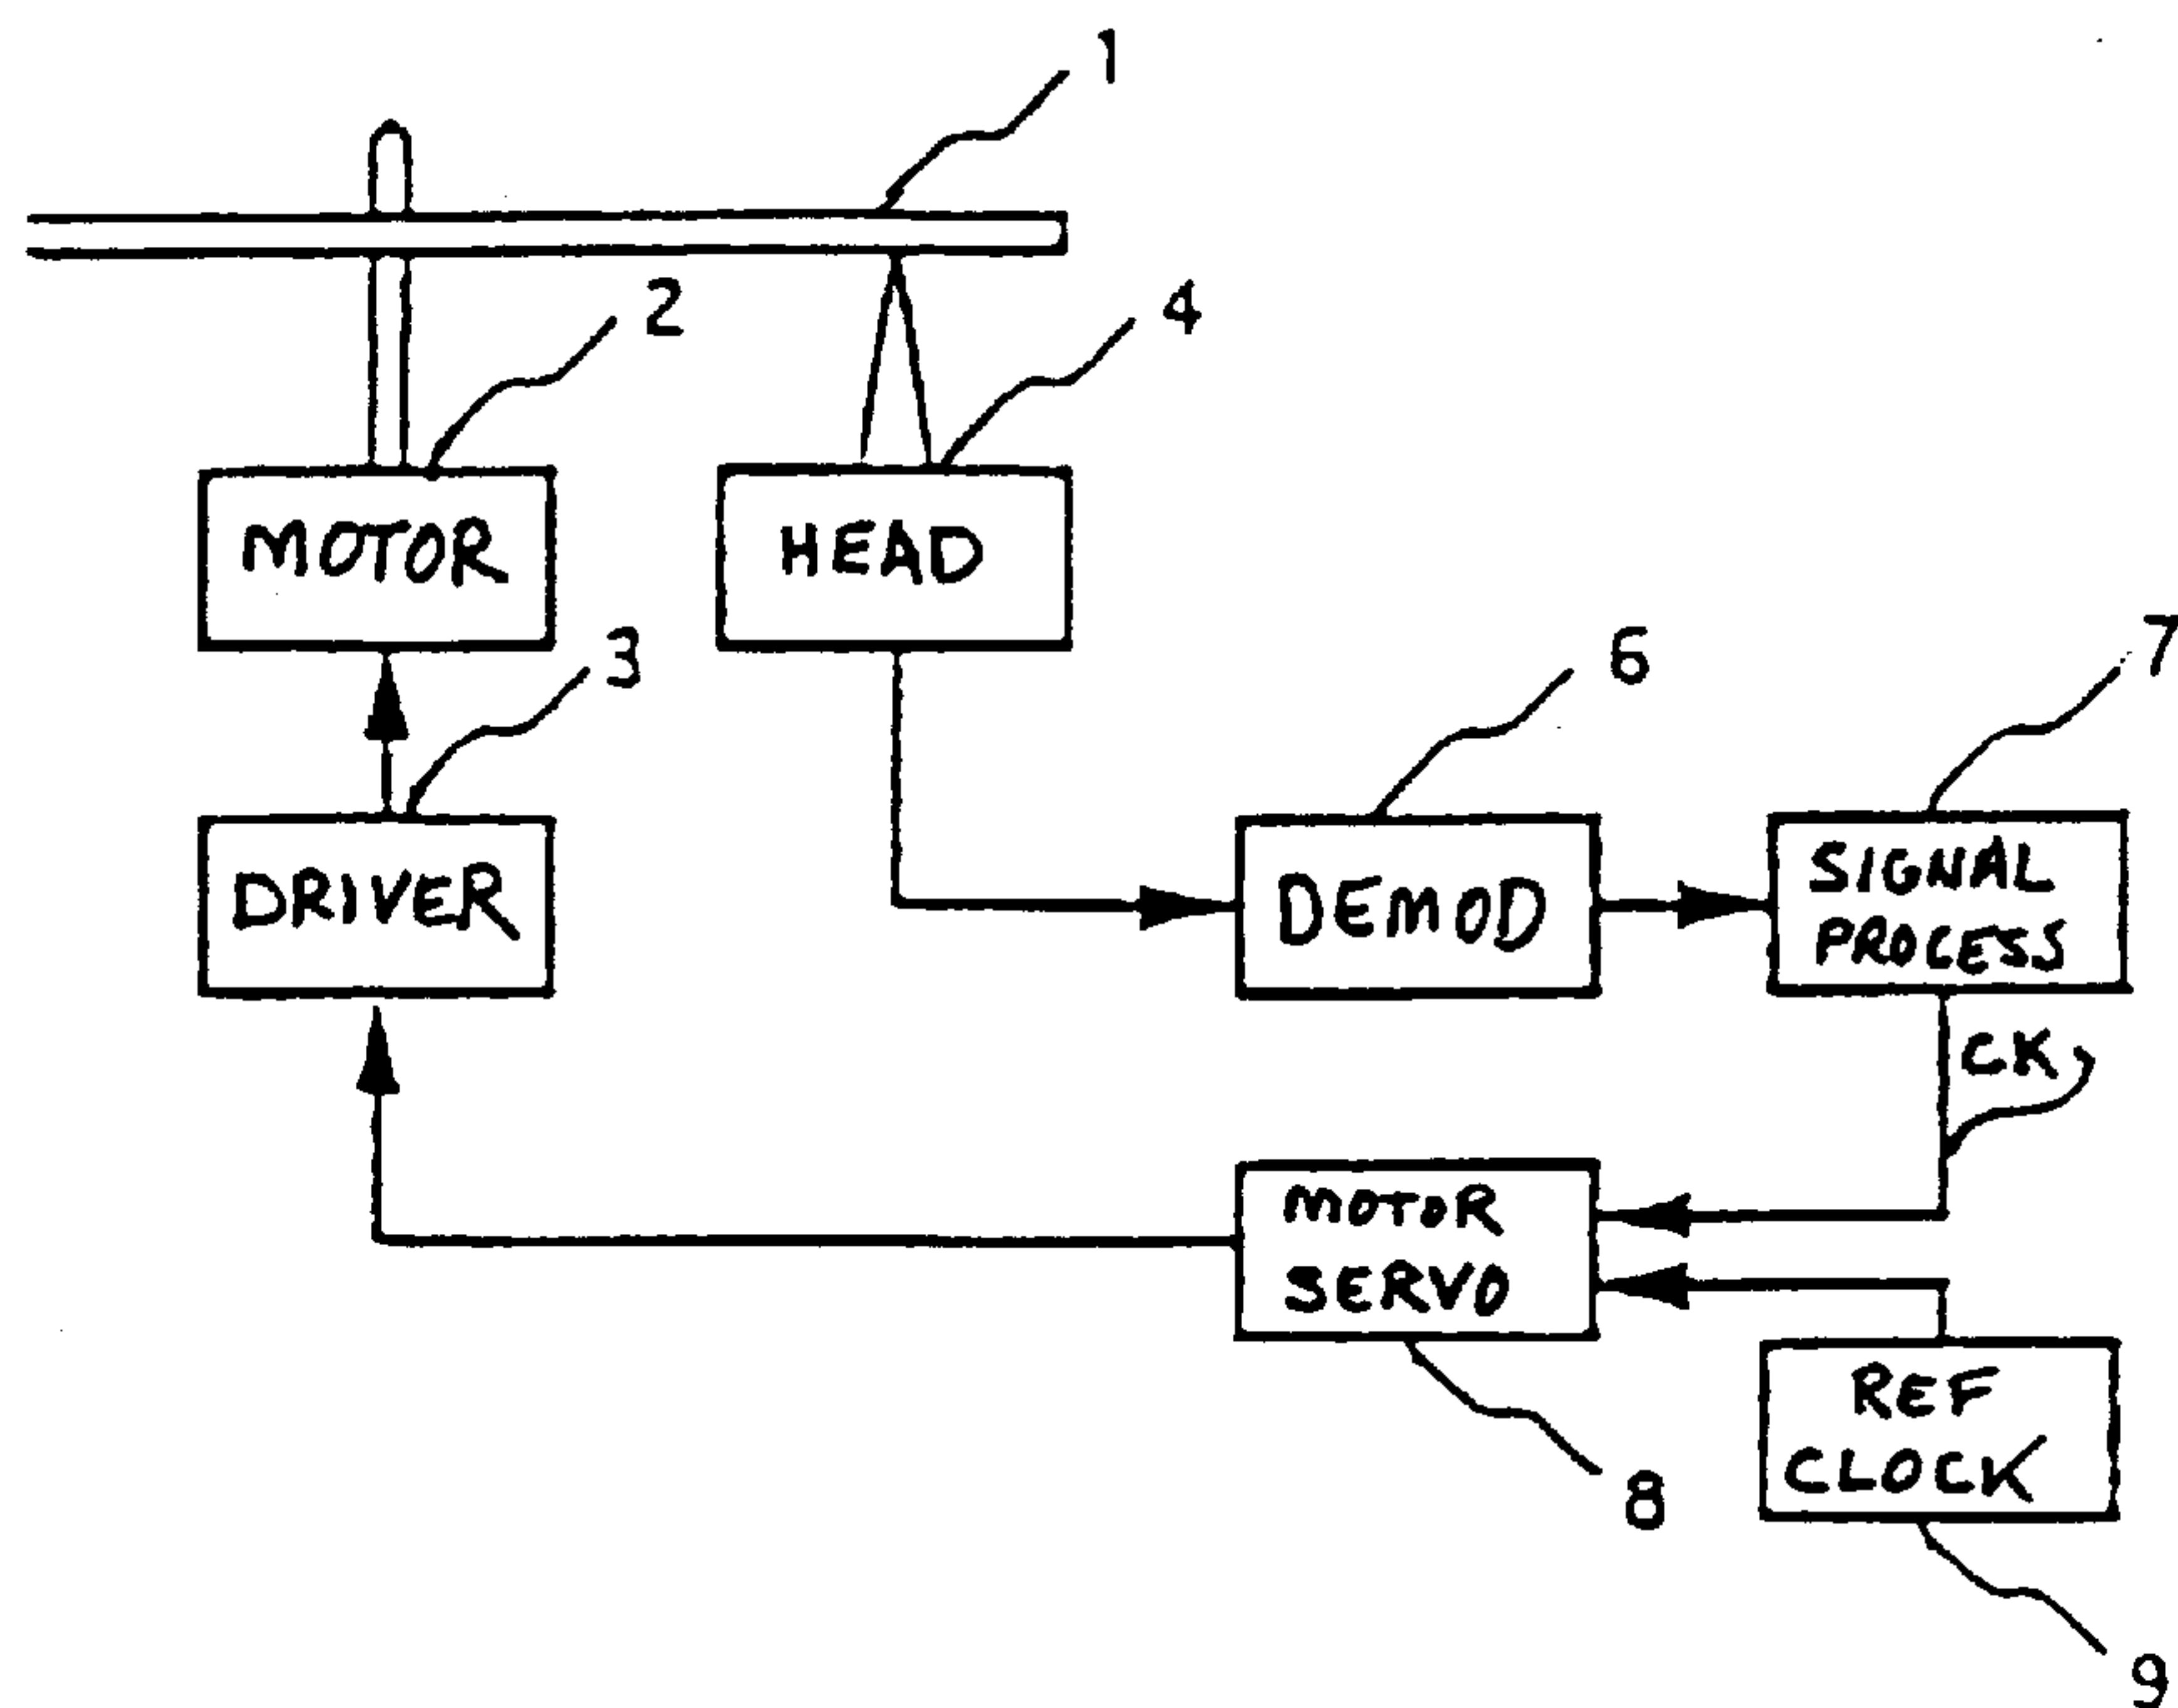 1
2
4
MOTOR
HEAD
3
6
7
DRIVER
DEMOD
SIGNAL
PROCESS
CK
MOTOR
SERVO
REF
CLOCK
8
9